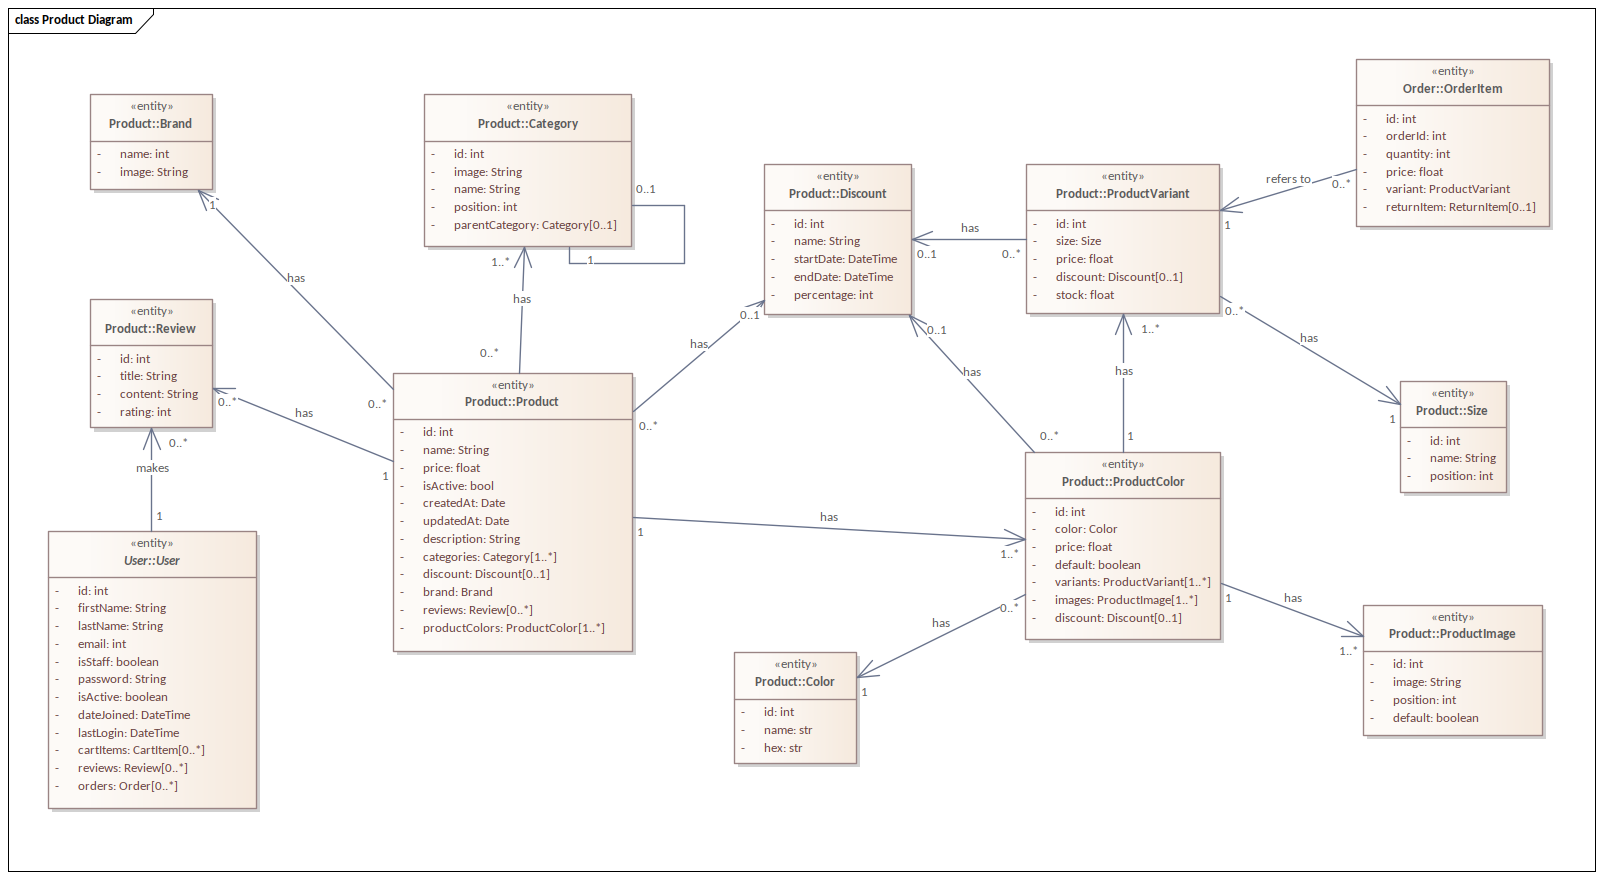 class Product Diagram
«entity»
Product::Brand
- name: int
- image: String
«entity»
Product::Category
- id: int
- image: String
- name: String
- position: int
- parentCategory: Category[0..1]
0..1
1
«entity»
Product::Discount
- id: int
- name: String
- startDate: DateTime
- endDate: DateTime
- percentage: int
«entity»
Product::ProductVariant
- id: int
- size: Size
- price: float
- discount: Discount[0..1]
- stock: float
«entity»
Order::OrderItem
- id: int
- orderId: int
- quantity: int
- price: float
- variant: ProductVariant
- returnItem: ReturnItem[0..1]
refers to
0..*
1
has
0..1
0..*
1
has
0..*
1..*
has
0..*
has
0..1
0..*
has
0..1
0..*
1..*
has
1
0..*
has
1
«entity»
Product::Review
- id: int
- title: String
- content: String
- rating: int
0..*
has
1
0..*
makes
1
«entity»
Product::Product
- id: int
- name: String
- price: float
- isActive: bool
- createdAt: Date
- updatedAt: Date
- description: String
- categories: Category[1..*]
- discount: Discount[0..1]
- brand: Brand
- reviews: Review[0..*]
- productColors: ProductColor[1..*]
«entity»
Product::Size
- id: int
- name: String
- position: int
«entity»
Product::ProductColor
- id: int
- color: Color
- price: float
- default: boolean
- variants: ProductVariant[1..*]
- images: ProductImage[1..*]
- discount: Discount[0..1]
has
1
1..*
0..*
has
1
1
has
1..*
«entity»
User::User
- id: int
- firstName: String
- lastName: String
- email: int
- isStaff: boolean
- password: String
- isActive: boolean
- dateJoined: DateTime
- lastLogin: DateTime
- cartItems: CartItem[0..*]
- reviews: Review[0..*]
- orders: Order[0..*]
«entity»
Product::Color
- id: int
- name: str
- hex: str
«entity»
Product::ProductImage
- id: int
- image: String
- position: int
- default: boolean